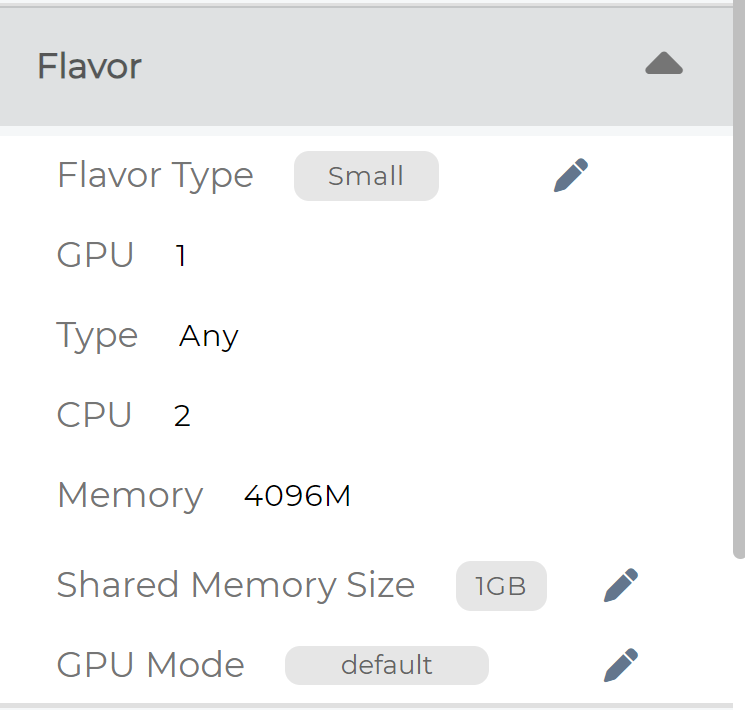 Flavor
Flavor Type Small
GPU 1
Type Any
CPU 2
Memory 4096M
Shared Memory Size 1GB
GPU Mode default